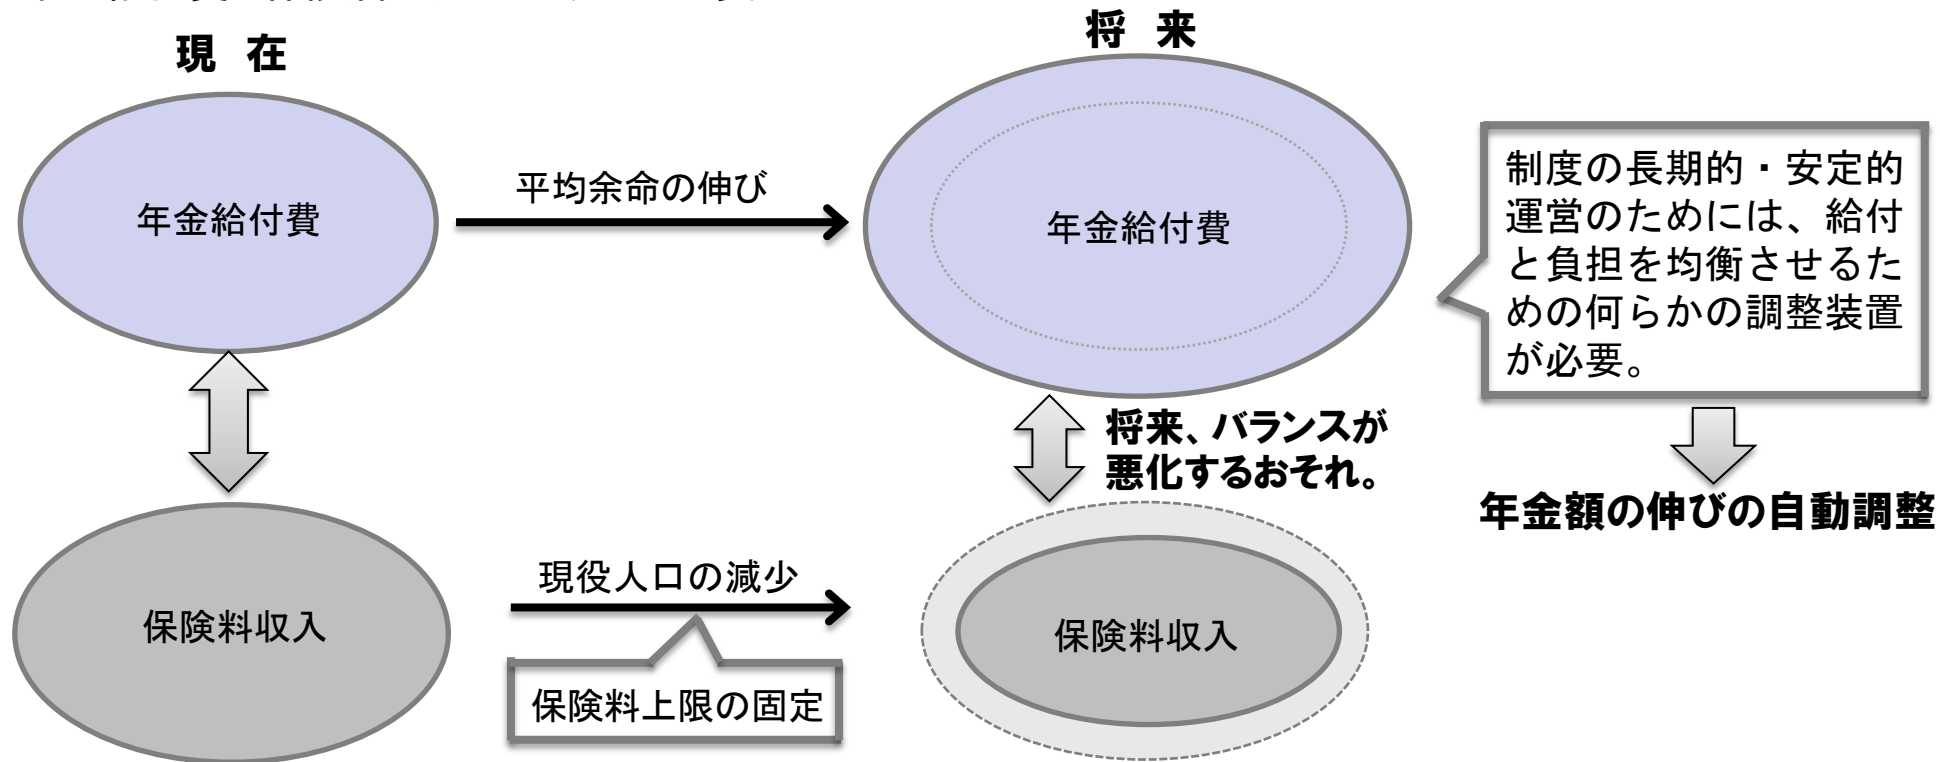 現 在
将 来
年金給付費
平均余命の伸び
年金給付費
制度の長期的・安定的
運営のためには、給付
と負担を均衡させるた
めの何らかの調整装置
が必要。
将来、バランスが
悪化するおそれ。
年金額の伸びの自動調整
保険料収入
現役人口の減少
保険料上限の固定
保険料収入